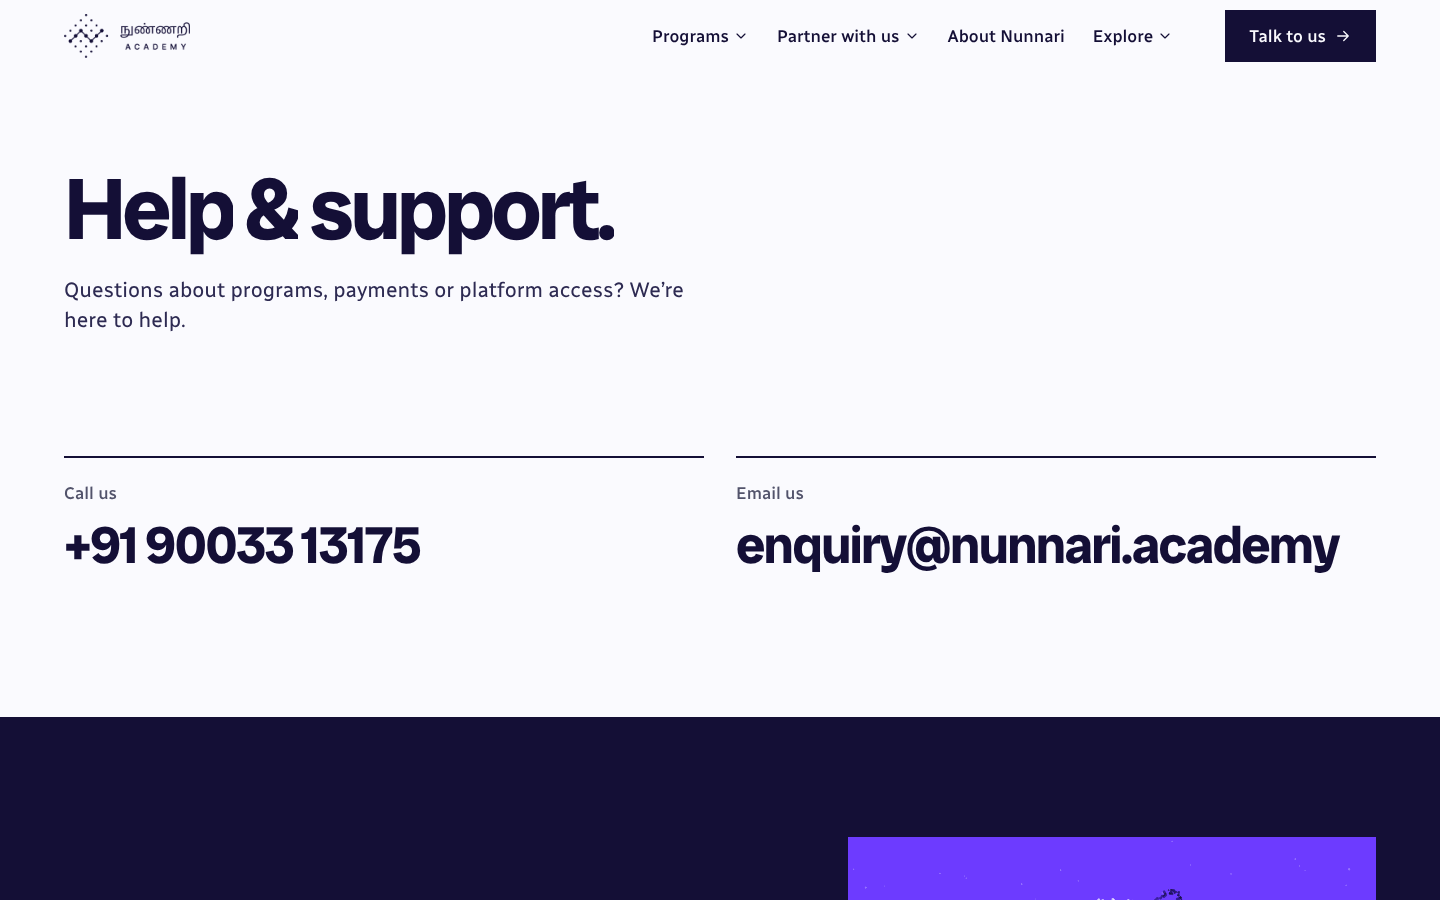 நுண்ணறி
ACADEMY
Programs
Partner with us
About Nunnari
Explore
Talk to us
Help & support.
Questions about programs, payments or platform access? We’re
here to help.
Call us
+91 90033 13175
Email us
enquiry@nunnari.academy